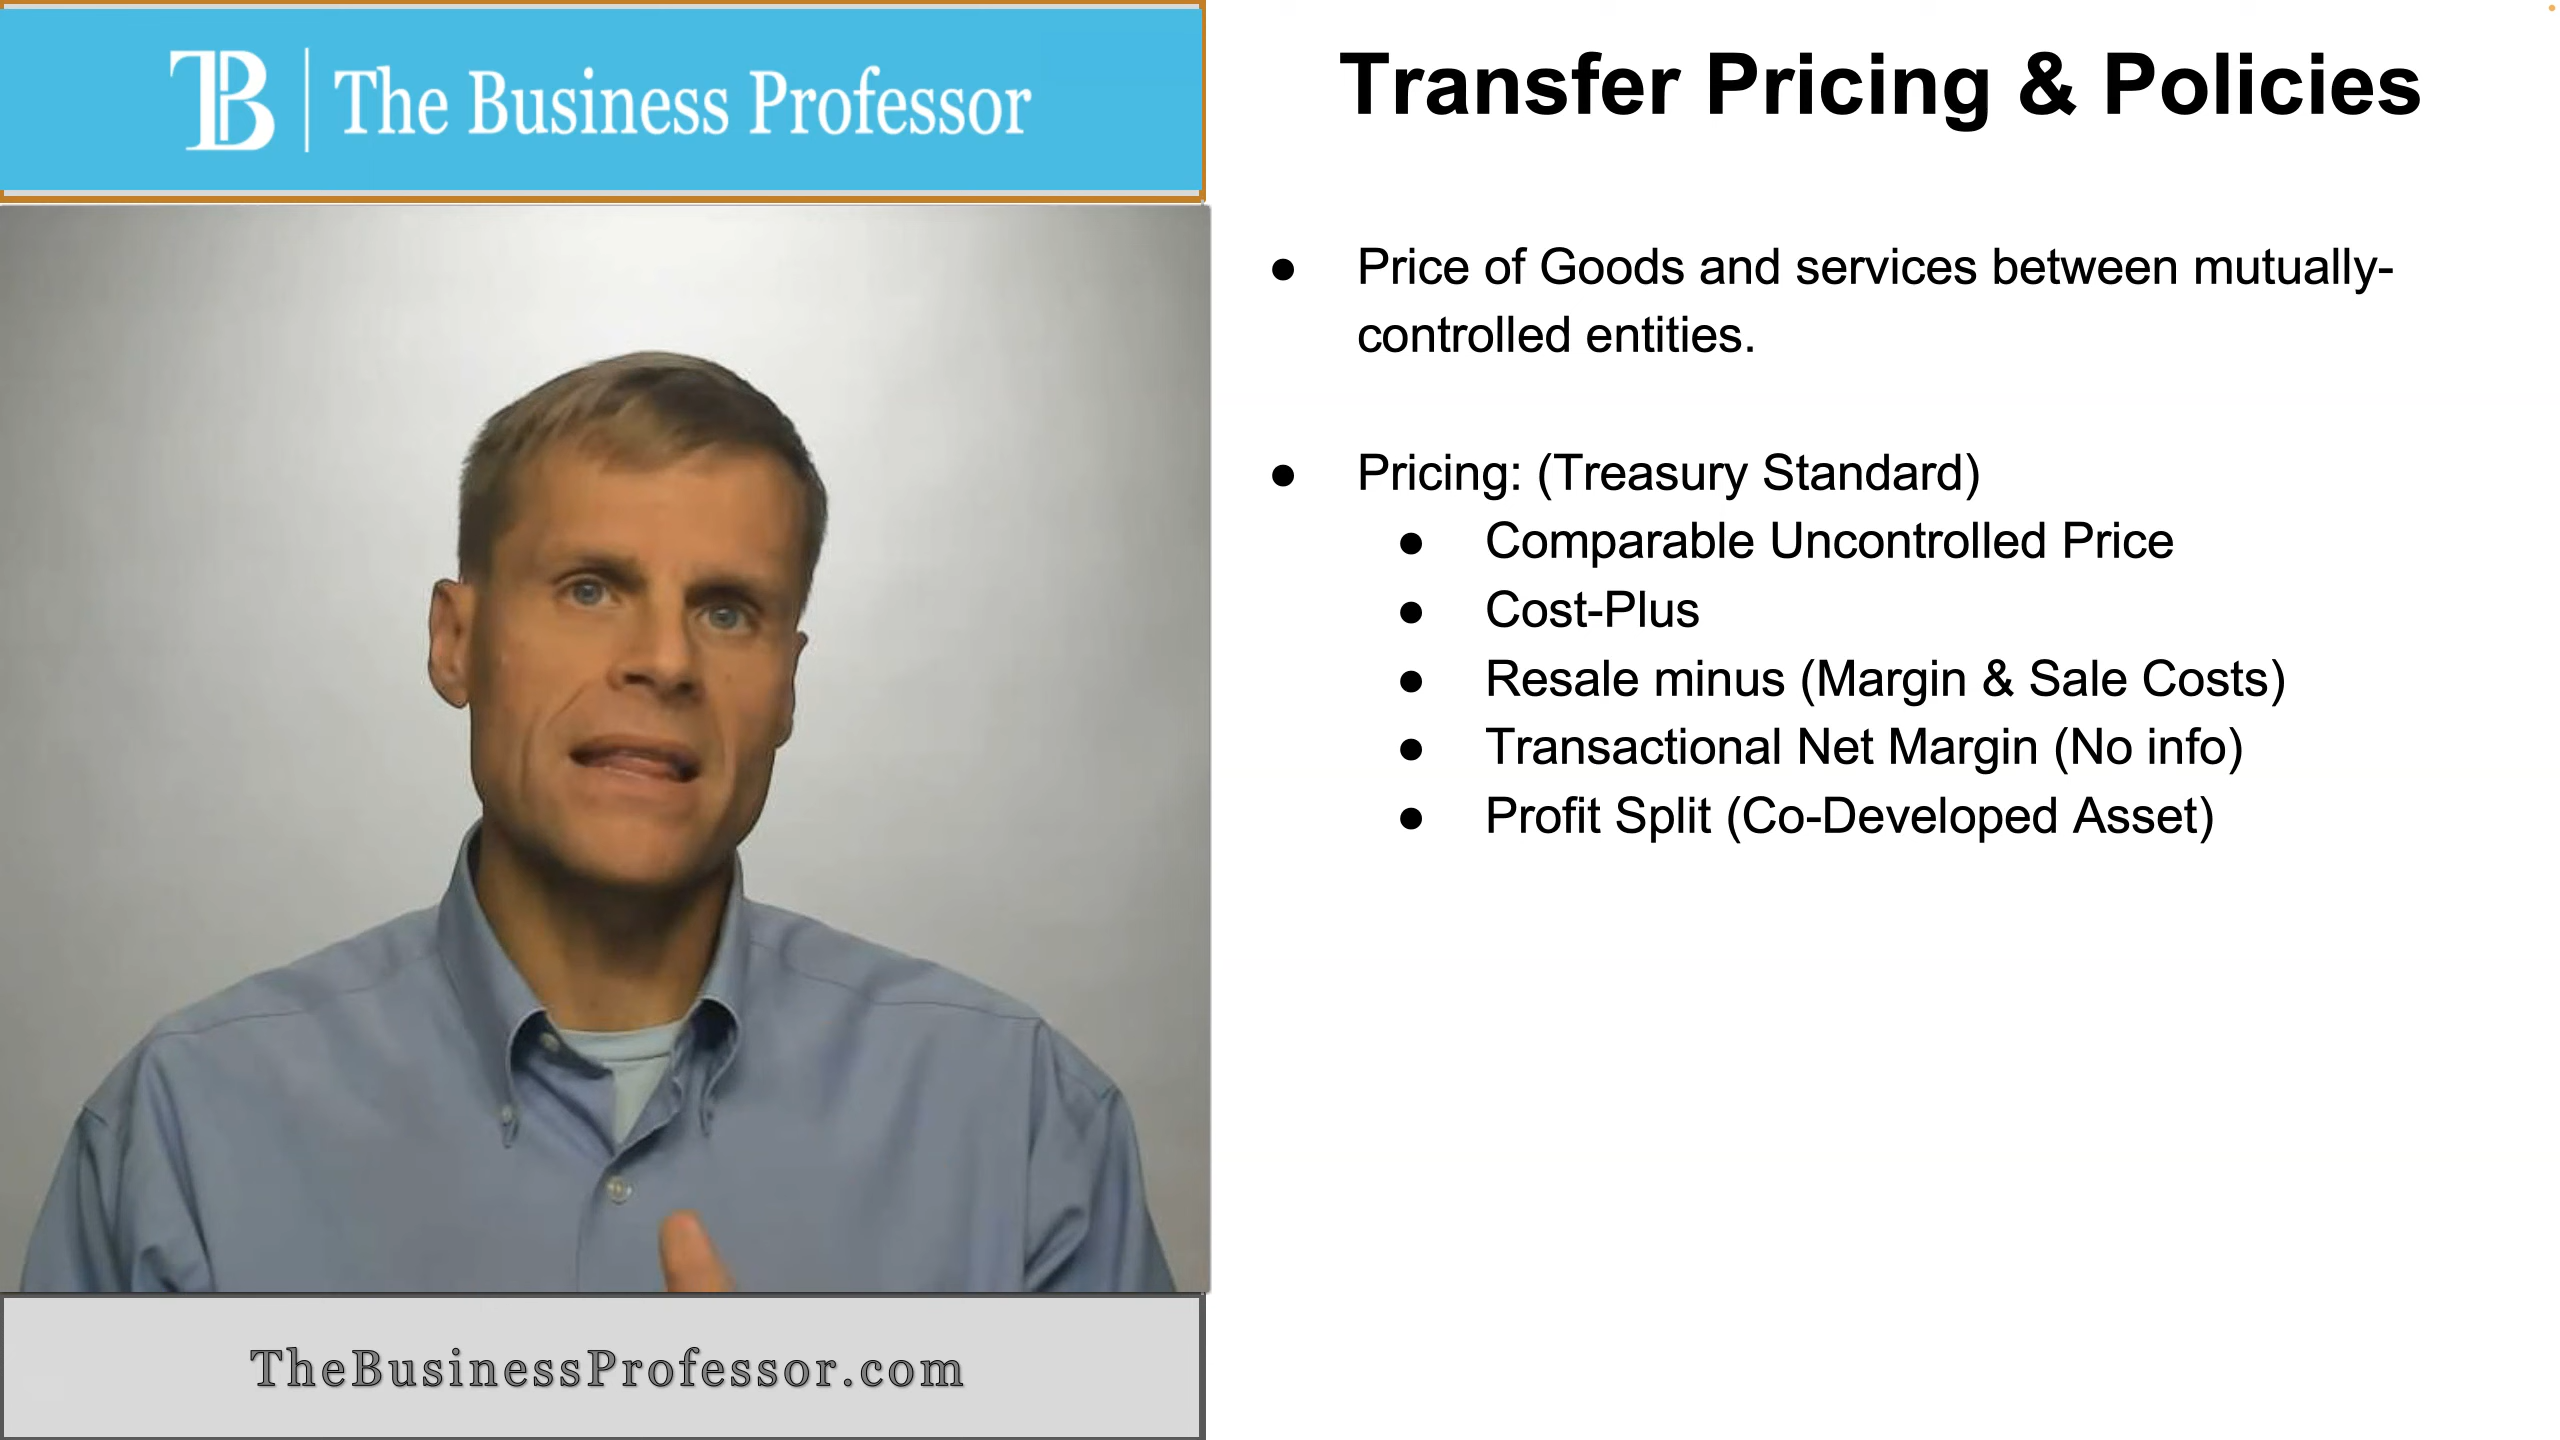 TB | The Business Professor
Transfer Pricing & Policies
● Price of Goods and services between mutually-
controlled entities.
● Pricing: (Treasury Standard)
● Comparable Uncontrolled Price
● Cost-Plus
● Resale minus (Margin & Sale Costs)
● Transactional Net Margin (No info)
● Profit Split (Co-Developed Asset)
TheBusinessProfessor.com